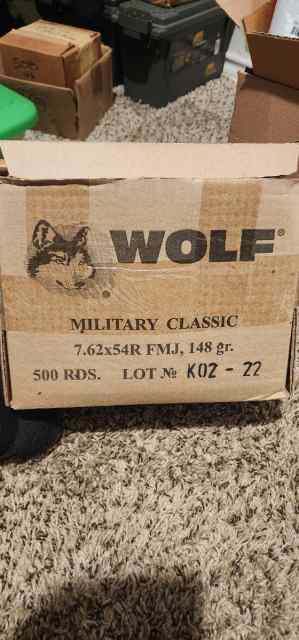 WOLF®
®
MILITARY CLASSIC
7.62x54R FMJ, 148 gr.
500 RDS. LOT № K02 - 22